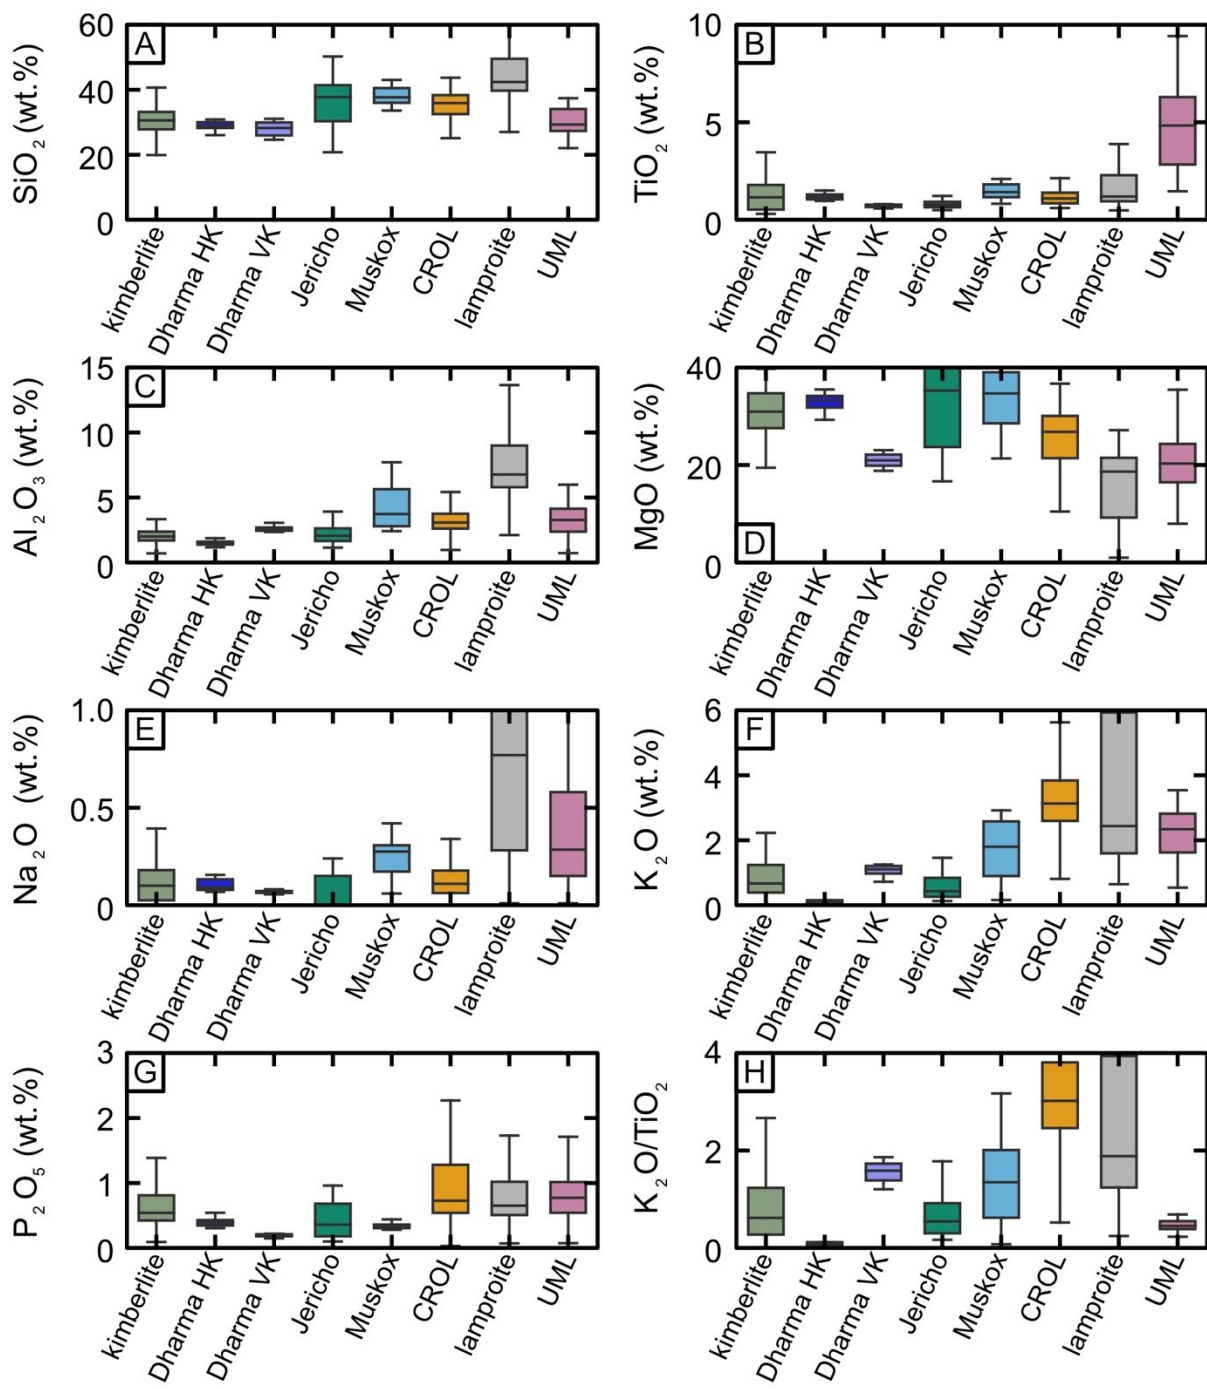 A
SiO₂ (wt.%)
60
40
20
0
kimberlite
Dharma HK
Dharma VK
Jericho
Muskox
CROL
lamproite
UML
B
TiO₂ (wt.%)
10
5
0
kimberlite
Dharma HK
Dharma VK
Jericho
Muskox
CROL
lamproite
UML
C
Al₂O₃ (wt.%)
15
10
5
0
kimberlite
Dharma HK
Dharma VK
Jericho
Muskox
CROL
lamproite
UML
D
MgO (wt.%)
40
20
0
kimberlite
Dharma HK
Dharma VK
Jericho
Muskox
CROL
lamproite
UML
E
Na₂O (wt.%)
1.0
0.5
0
kimberlite
Dharma HK
Dharma VK
Jericho
Muskox
CROL
lamproite
UML
F
K₂O (wt.%)
6
4
2
0
kimberlite
Dharma HK
Dharma VK
Jericho
Muskox
CROL
lamproite
UML
G
P₂O₅ (wt.%)
3
2
1
0
kimberlite
Dharma HK
Dharma VK
Jericho
Muskox
CROL
lamproite
UML
H
K₂O/TiO₂
4
2
0
kimberlite
Dharma HK
Dharma VK
Jericho
Muskox
CROL
lamproite
UML